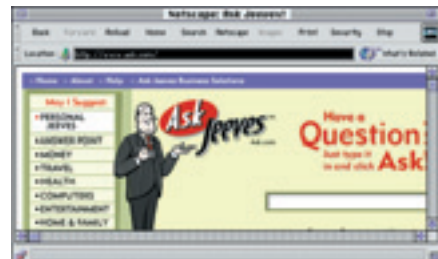 Netscape: Ask Jeeves!
Back Forward Reload Home Search Netscape Images Print Security Stop
Location http://www.ask.com/ What's Related
Home About Help Ask Jeeves Business Solutions
May I Suggest
PERSONAL JEEVES
ANSWER POINT
MONEY
TRAVEL
HEALTH
COMPUTERS
ENTERTAINMENT
HOME & FAMILY
Ask Jeeves
Ask.com
Have a
Question
Just type it
in and click Ask!